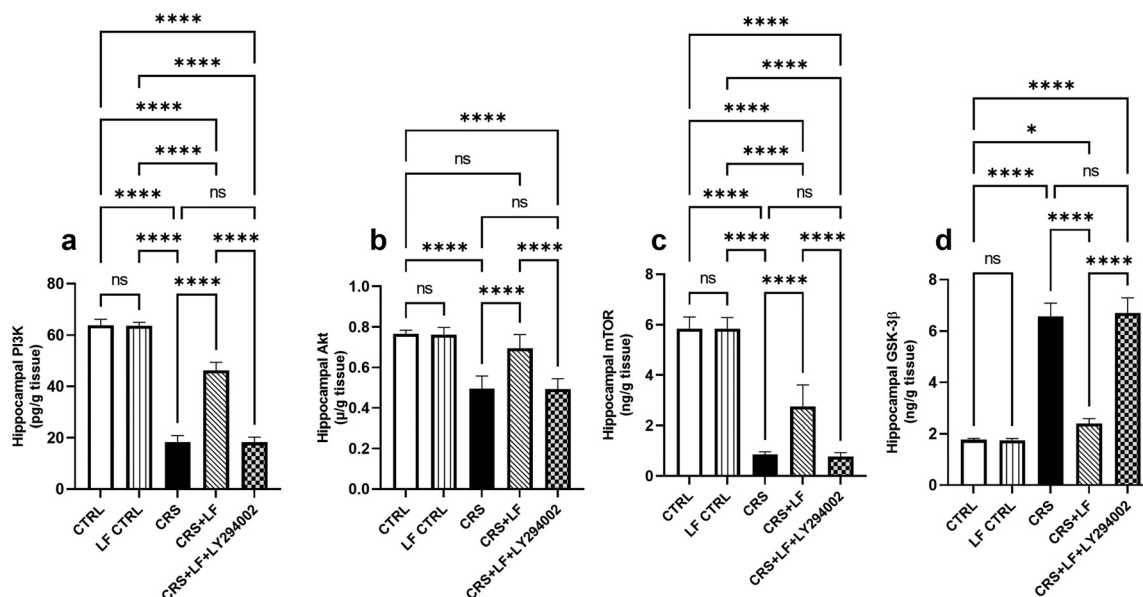 ****
****
****
****
****
ns
****
****
****
ns
a
Hippocampal PI3K
(pg/g tissue)
80
60
40
20
0
CTRL
LF CTRL
CRS
CRS+LF
CRS+LF+LY294002
****
ns
ns
****
****
****
ns
b
Hippocampal Akt
(µ/g tissue)
1.0
0.8
0.6
0.4
0.2
0.0
CTRL
LF CTRL
CRS
CRS+LF
CRS+LF+LY294002
****
****
****
****
****
ns
****
****
****
ns
c
Hippocampal mTOR
(ng/g tissue)
8
6
4
2
0
CTRL
LF CTRL
CRS
CRS+LF
CRS+LF+LY294002
****
*
****
ns
****
****
ns
d
Hippocampal GSK-3β
(ng/g tissue)
8
6
4
2
0
CTRL
LF CTRL
CRS
CRS+LF
CRS+LF+LY294002